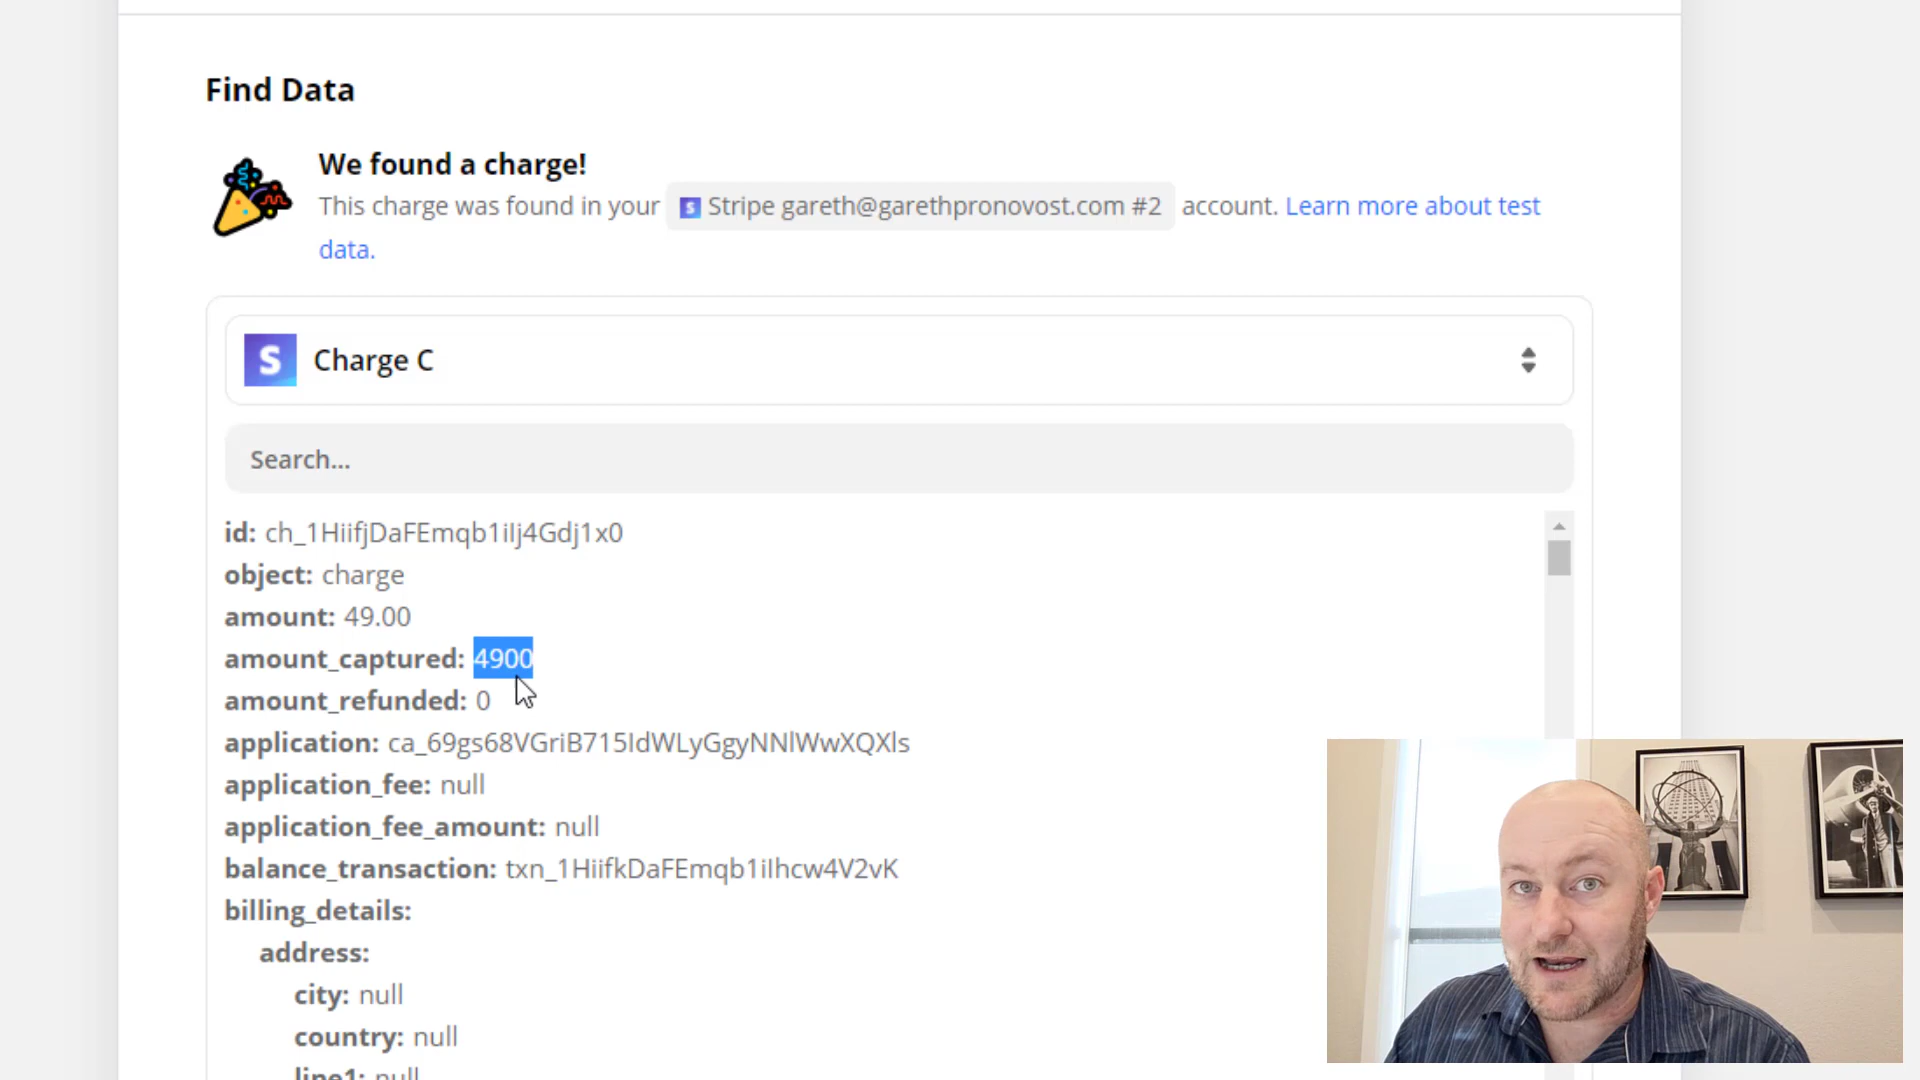 Find Data
We found a charge!
This charge was found in your Stripe gareth@garethpronovost.com #2 account. Learn more about test
data.
Charge C
Search...
id: ch_1HiifjDaFEmqb1iIj4Gdj1x0
object: charge
amount: 49.00
amount_captured: 4900
amount_refunded: 0
application: ca_69gs68VGriB715IdWLyGgyNNlWwXQXls
application_fee: null
application_fee_amount: null
balance_transaction: txn_1HiifkDaFEmqb1iIhcw4V2vK
billing_details:
address:
city: null
country: null
line1: null